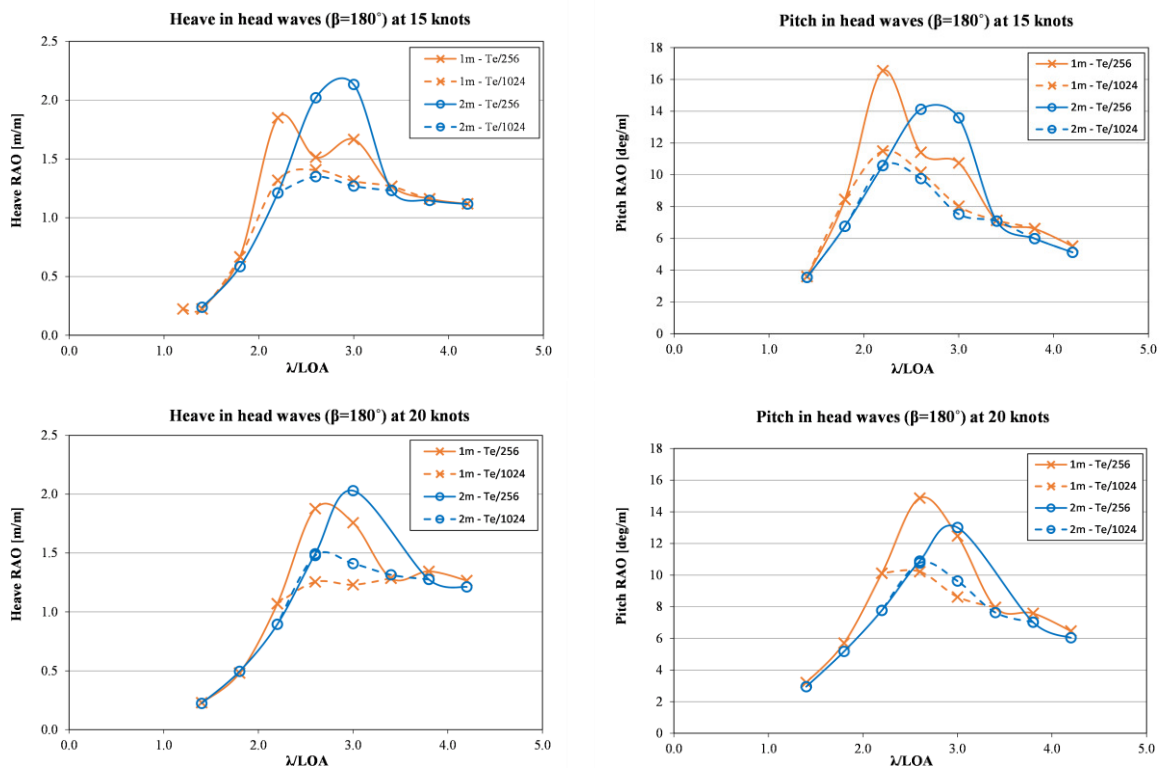 Heave in head waves (β=180˚) at 15 knots
Heave RAO [m/m]
2.5
2.0
1.5
1.0
0.5
0.0
0.0 1.0 2.0 3.0 4.0 5.0
λ/LOA
1m - Te/256
1m - Te/1024
2m - Te/256
2m - Te/1024
Pitch in head waves (β=180˚) at 15 knots
Pitch RAO [deg/m]
18
16
14
12
10
8
6
4
2
0
0.0 1.0 2.0 3.0 4.0 5.0
λ/LOA
1m - Te/256
1m - Te/1024
2m - Te/256
2m - Te/1024
Heave in head waves (β=180˚) at 20 knots
Heave RAO [m/m]
2.5
2.0
1.5
1.0
0.5
0.0
0.0 1.0 2.0 3.0 4.0 5.0
λ/LOA
1m - Te/256
1m - Te/1024
2m - Te/256
2m - Te/1024
Pitch in head waves (β=180˚) at 20 knots
Pitch RAO [deg/m]
18
16
14
12
10
8
6
4
2
0
0.0 1.0 2.0 3.0 4.0 5.0
λ/LOA
1m - Te/256
1m - Te/1024
2m - Te/256
2m - Te/1024